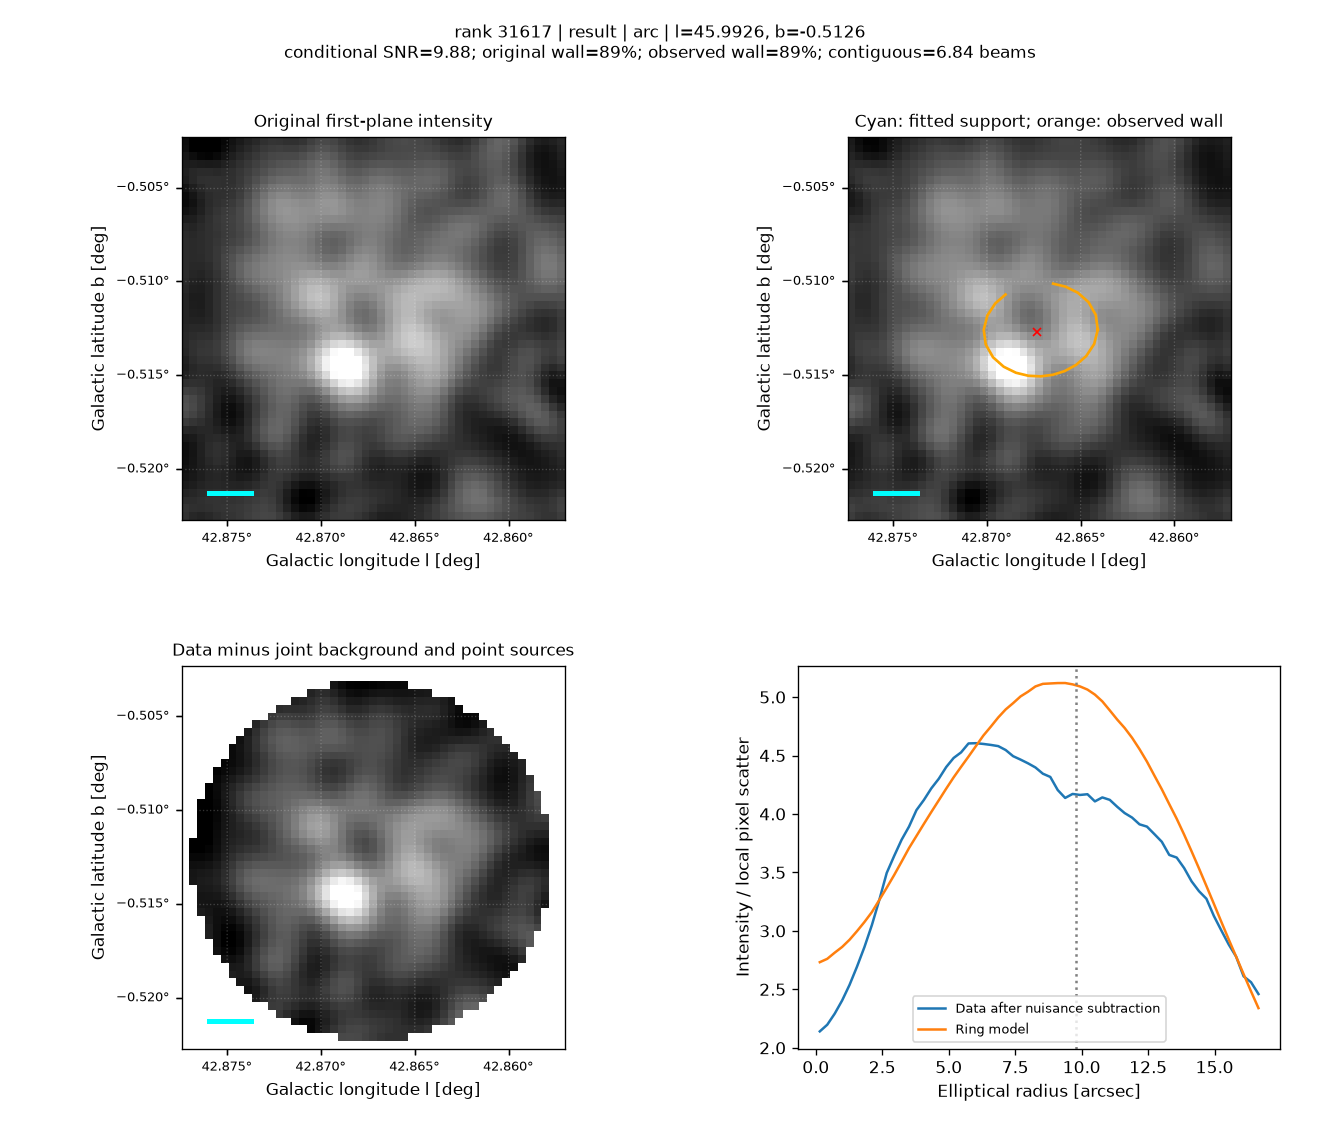 rank 31617 | result | arc | l=45.9926, b=-0.5126
conditional SNR=9.88; original wall=89%; observed wall=89%; contiguous=6.84 beams
Original first-plane intensity
−0.505°
−0.510°
−0.515°
−0.520°
Galactic latitude b [deg]
42.875° 42.870° 42.865° 42.860°
Galactic longitude l [deg]
Cyan: fitted support; orange: observed wall
−0.505°
−0.510°
−0.515°
−0.520°
Galactic latitude b [deg]
42.875° 42.870° 42.865° 42.860°
Galactic longitude l [deg]
Data minus joint background and point sources
−0.505°
−0.510°
−0.515°
−0.520°
Galactic latitude b [deg]
42.875° 42.870° 42.865° 42.860°
Galactic longitude l [deg]
5.0
4.5
4.0
3.5
3.0
2.5
2.0
Intensity / local pixel scatter
Data after nuisance subtraction
Ring model
0.0 2.5 5.0 7.5 10.0 12.5 15.0
Elliptical radius [arcsec]